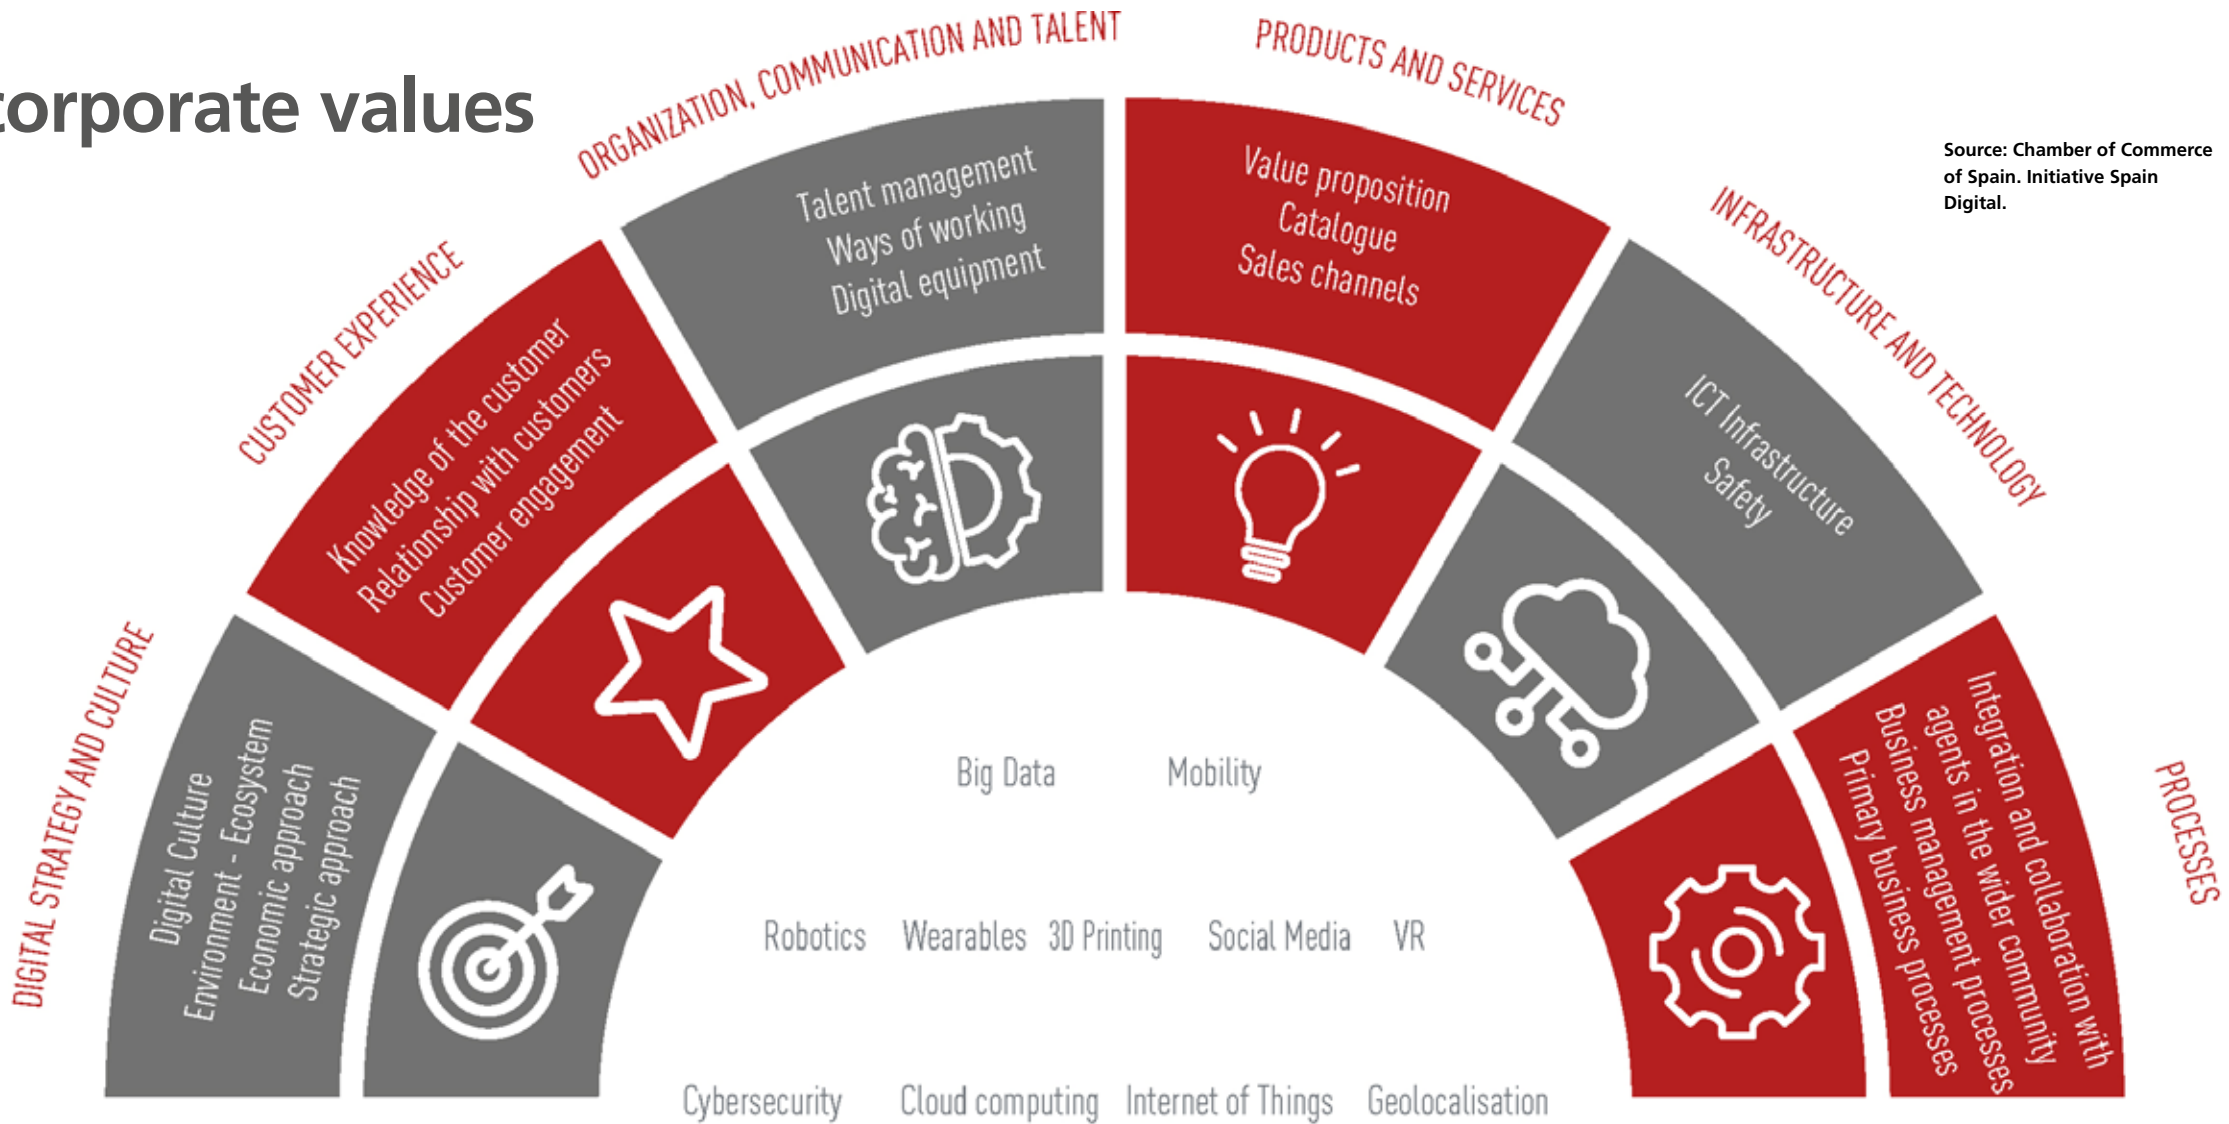 corporate values
Source: Chamber of Commerce
of Spain. Initiative Spain
Digital.
DIGITAL STRATEGY AND CULTURE
Digital Culture
Environment - Ecosystem
Economic approach
Strategic approach
CUSTOMER EXPERIENCE
Knowledge of the customer
Relationship with customers
Customer engagement
ORGANIZATION, COMMUNICATION AND TALENT
Talent management
Ways of working
Digital equipment
PRODUCTS AND SERVICES
Value proposition
Catalogue
Sales channels
INFRASTRUCTURE AND TECHNOLOGY
ICT Infrastructure
Safety
PROCESSES
Integration and collaboration with
agents in the wider community
Business management processes
Primary business processes
Big Data Mobility
Robotics Wearables 3D Printing Social Media VR
Cybersecurity Cloud computing Internet of Things Geolocalisation